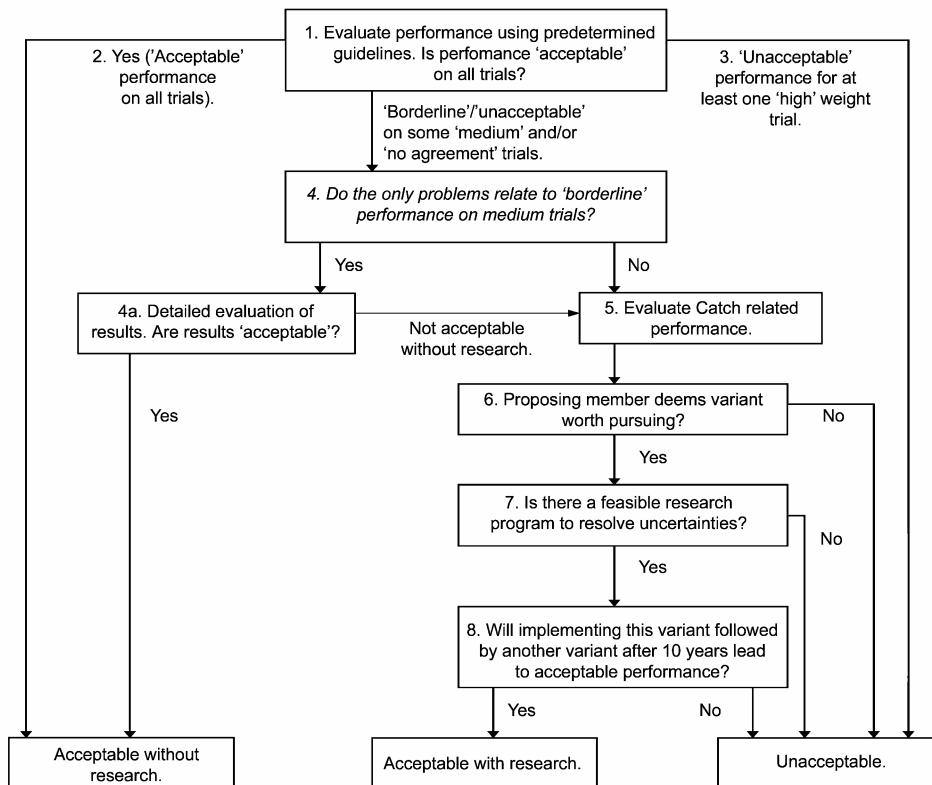 1. Evaluate performance using predetermined
guidelines. Is perfomance ‘acceptable’
on all trials?
2. Yes (’Acceptable’
performance
on all trials).
3. ‘Unacceptable’
performance for at
least one ‘high’ weight
trial.
‘Borderline’/‘unacceptable’
on some ‘medium’ and/or
‘no agreement’ trials.
4. Do the only problems relate to ‘borderline’
performance on medium trials?
Yes
No
4a. Detailed evaluation of
results. Are results ‘acceptable’?
Not acceptable
without research.
5. Evaluate Catch related
performance.
Yes
6. Proposing member deems variant
worth pursuing?
No
Yes
7. Is there a feasible research
program to resolve uncertainties?
No
Yes
8. Will implementing this variant followed
by another variant after 10 years lead
to acceptable performance?
Yes
No
Acceptable without
research.
Acceptable with research.
Unacceptable.